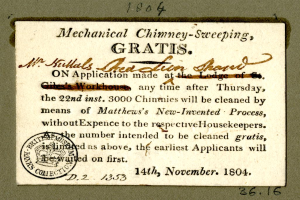 1804
Mechanical Chimney-Sweeping,
GRATIS.
Mr
ON Application made at the Lodge of St.
Giles's Workhouse any time after Thursday,
the 22nd inst. 3000 Chimnies will be cleaned by
means of Matthews's New-Invented Process,
without Expence to the respective Housekeepers.
As the number intended to be cleaned gratis,
is limited as above, the earliest Applicants will
be waited on first.
14th, November. 1804.
D.2 1353
36.16